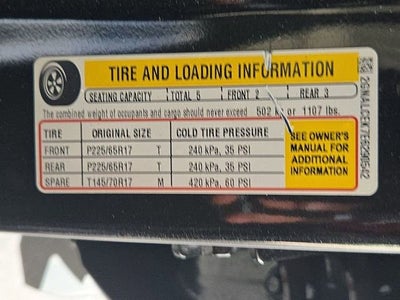 TIRE AND LOADING INFORMATION
SEATING CAPACITY TOTAL 5 FRONT 2 REAR 3
The combined weight of occupants and cargo should never exceed 502 kg or 1107 lbs.
TIRE ORIGINAL SIZE COLD TIRE PRESSURE
FRONT P225/65R17 T 240 kPa, 35 PSI
REAR P225/65R17 T 240 kPa, 35 PSI
SPARE T145/70R17 M 420 kPa, 60 PSI
SEE OWNER'S
MANUAL FOR
ADDITIONAL
INFORMATION
2GNALCEK7E6290542